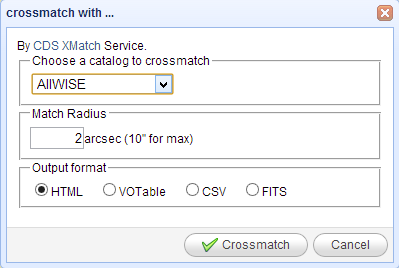 crossmatch with ...
By CDS XMatch Service.
Choose a catalog to crossmatch
AllWISE
Match Radius
2 arcsec (10" for max)
Output format
HTML VOTable CSV FITS
Crossmatch Cancel